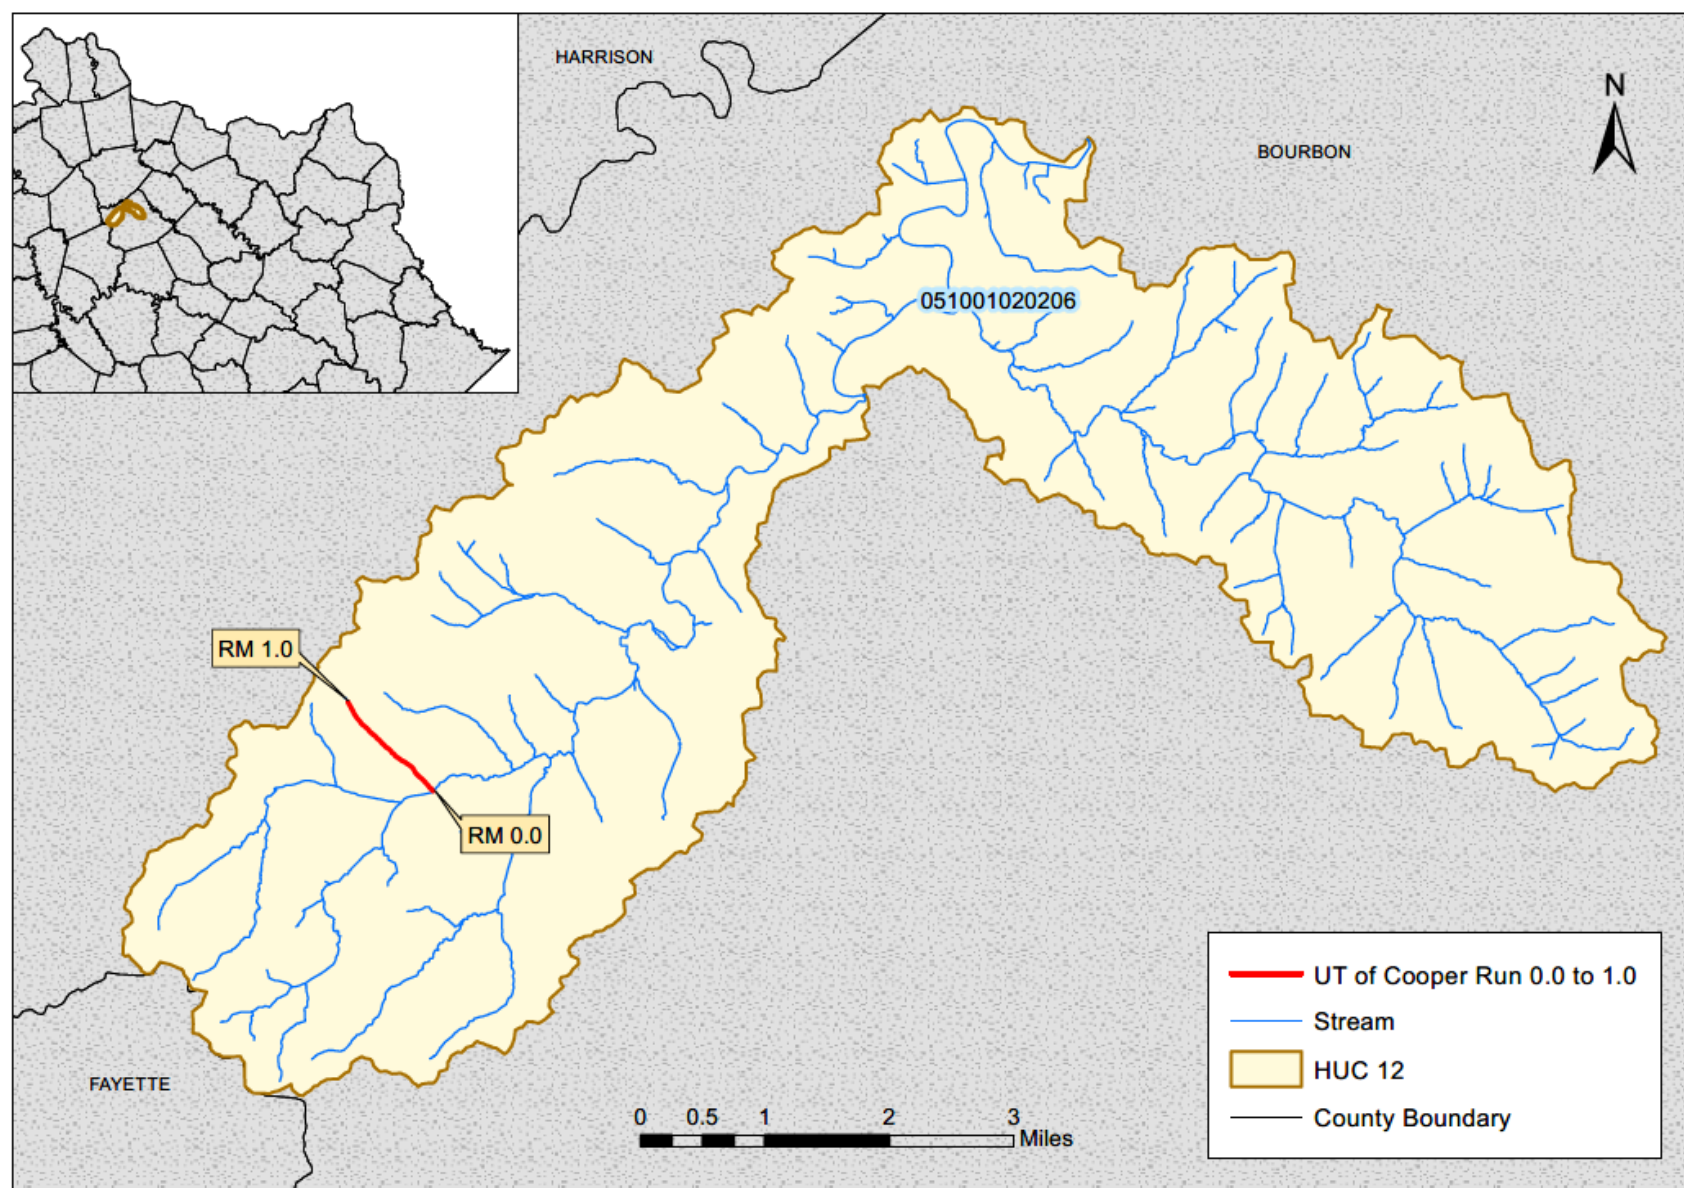 HARRISON
N
BOURBON
051001020206
RM 1.0
RM 0.0
UT of Cooper Run 0.0 to 1.0
Stream
HUC 12
County Boundary
FAYETTE
0 0.5 1 2 3
Miles